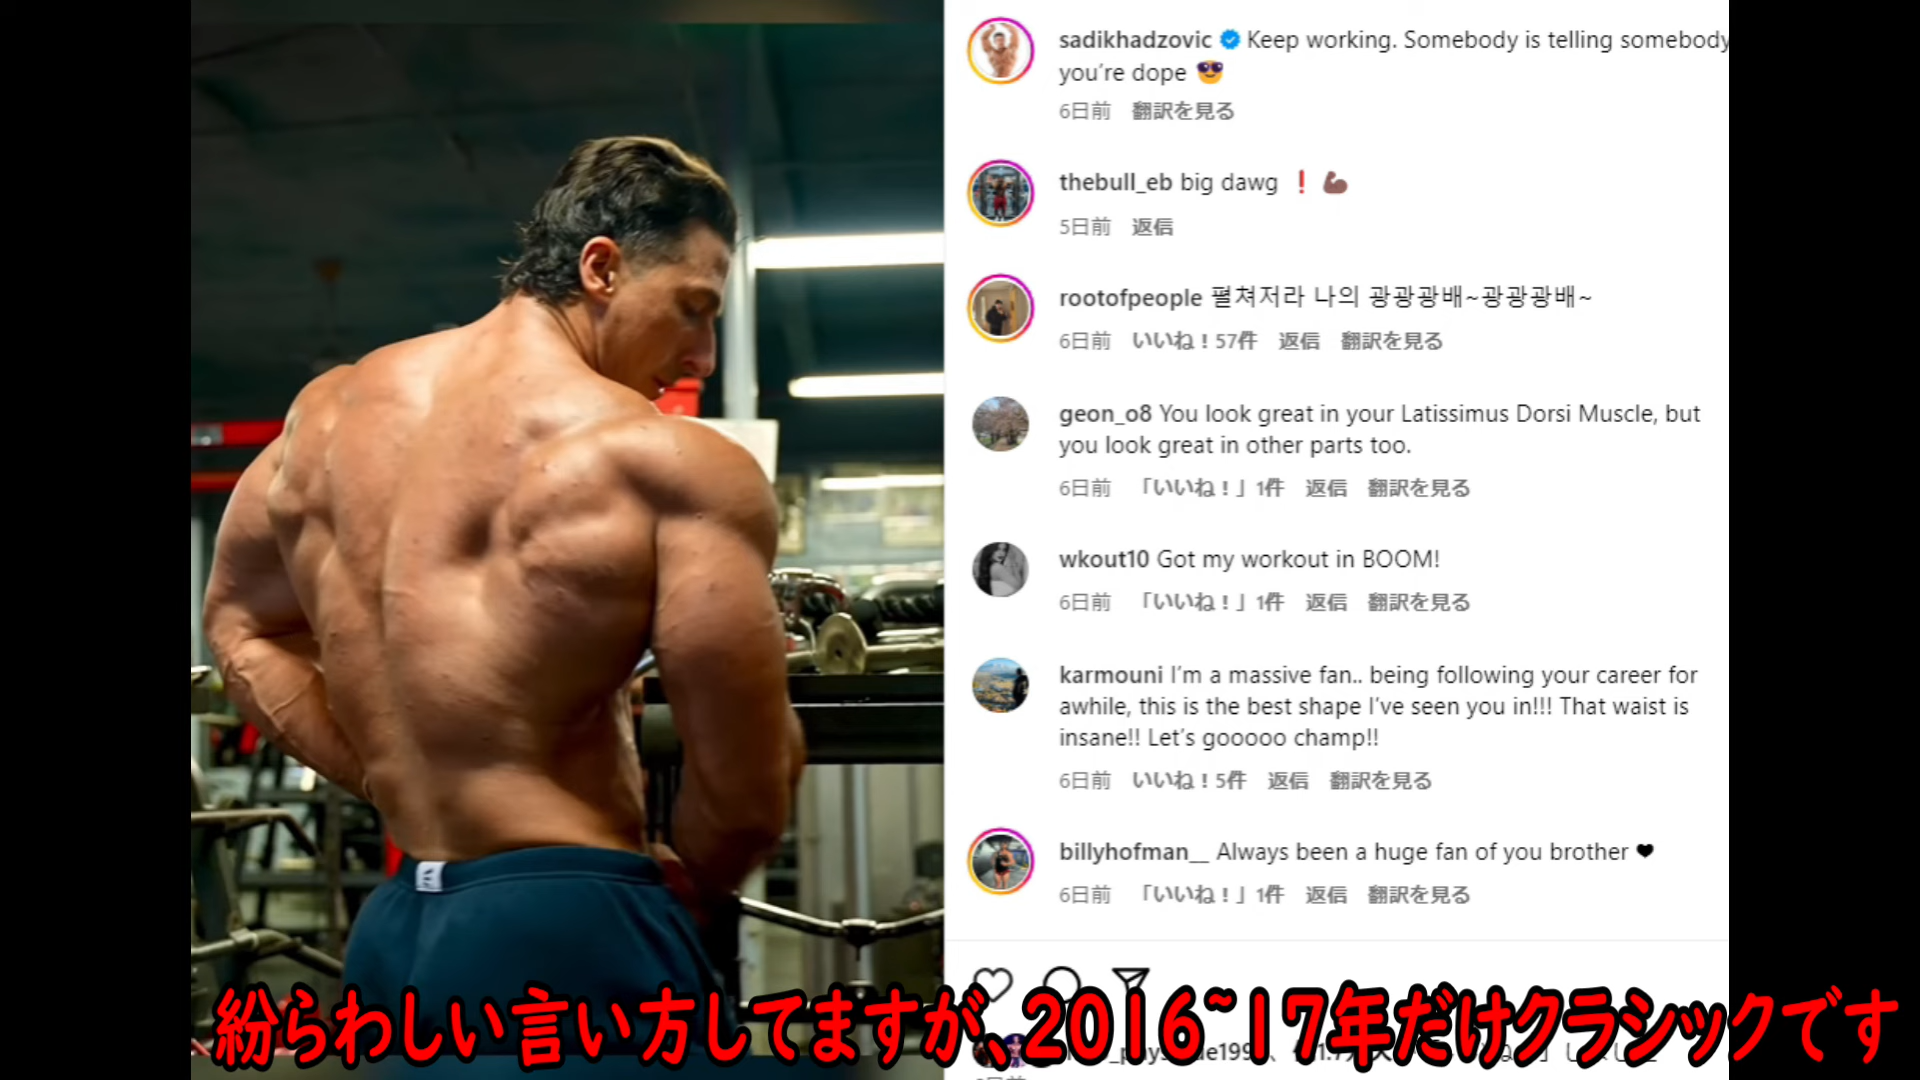 sadikhadzovic Keep working. Somebody is telling somebody
you're dope 😎
6日前 翻訳を見る
thebull_eb big dawg ❗ 💪🏿
5日前 返信
rootofpeople 펼쳐저라 나의 광광광배~광광광배~
6日前 いいね！57件 返信 翻訳を見る
geon_o8 You look great in your Latissimus Dorsi Muscle, but
you look great in other parts too.
6日前 「いいね！」1件 返信 翻訳を見る
wkout10 Got my workout in BOOM!
6日前 「いいね！」1件 返信 翻訳を見る
karmouni I'm a massive fan.. being following your career for
awhile, this is the best shape I've seen you in!!! That waist is
insane!! Let's gooooo champ!!
6日前 いいね！5件 返信 翻訳を見る
billyhofman__ Always been a huge fan of you brother 🖤
6日前 「いいね！」1件 返信 翻訳を見る
紛らわしい言い方してますが、2016~17年だけクラシックです